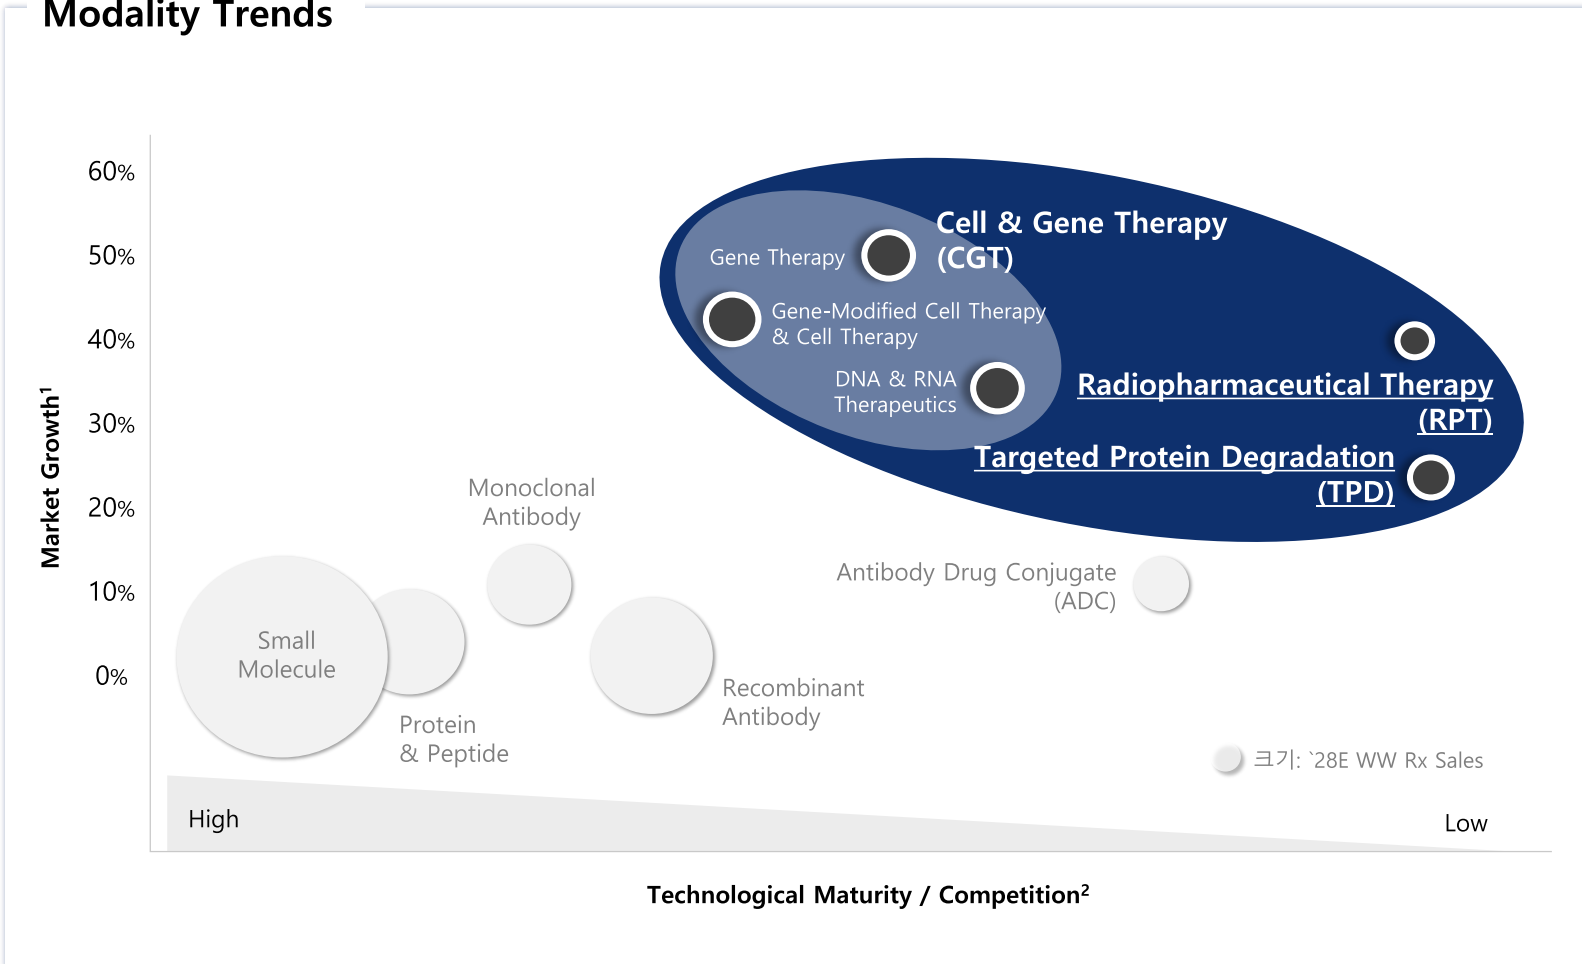 Modality Trends
60%
50%
40%
30%
20%
10%
0%
Market Growth¹
Cell & Gene Therapy
(CGT)
Gene Therapy
Gene-Modified Cell Therapy
& Cell Therapy
DNA & RNA
Therapeutics
Radiopharmaceutical Therapy
(RPT)
Targeted Protein Degradation
(TPD)
Monoclonal
Antibody
Antibody Drug Conjugate
(ADC)
Small
Molecule
Recombinant
Antibody
Protein
& Peptide
크기: `28E WW Rx Sales
High
Low
Technological Maturity / Competition²